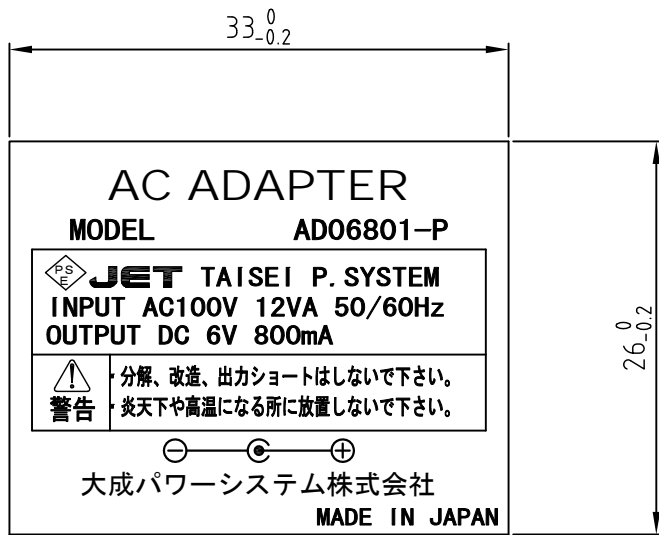 33 0 -0.2
AC ADAPTER
MODEL AD06801-P
PSE JET TAISEI P.SYSTEM
INPUT AC100V 12VA 50/60Hz
OUTPUT DC 6V 800mA
警告
・分解、改造、出力ショートはしないで下さい。
・炎天下や高温になる所に放置しないで下さい。
大成パワーシステム株式会社
MADE IN JAPAN
26 0 -0.2